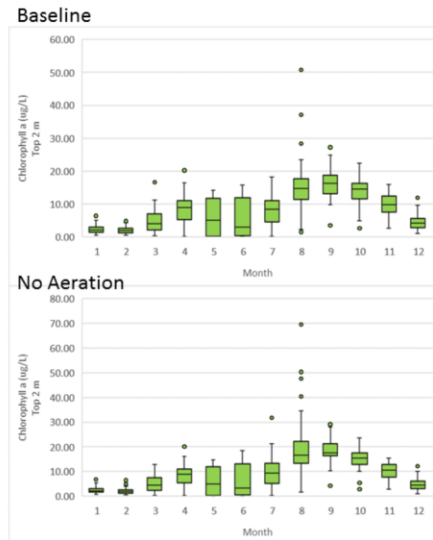 Baseline
60.00
50.00
40.00
30.00
20.00
10.00
0.00
Chlorophyll a (ug/L)
Top 2 m
1 2 3 4 5 6 7 8 9 10 11 12
Month
No Aeration
80.00
70.00
60.00
50.00
40.00
30.00
20.00
10.00
0.00
Chlorophyll a (ug/L)
Top 2 m
1 2 3 4 5 6 7 8 9 10 11 12
Month